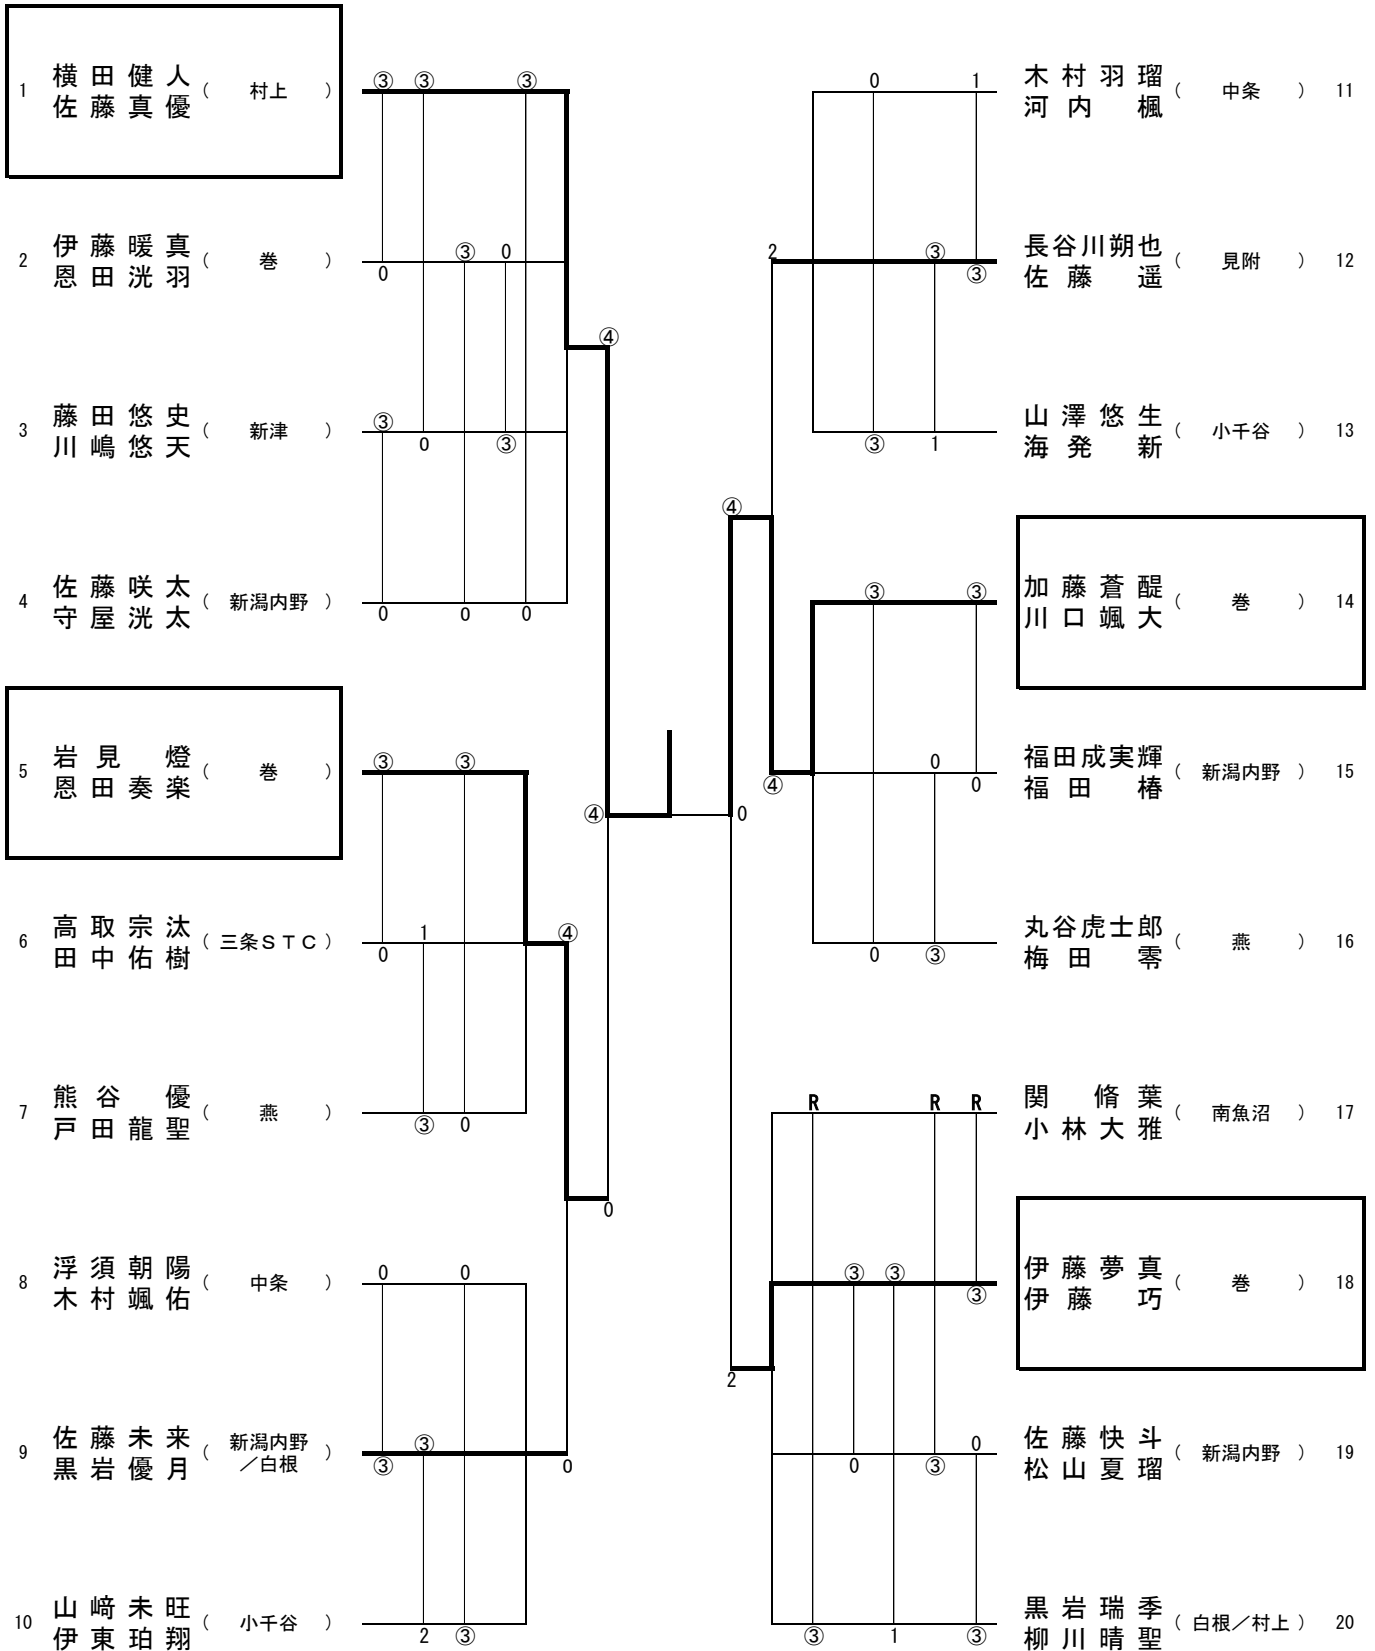 1 横田健人 佐藤真優 （ 村上 ）
③ ③ ③
2 伊藤暖真 恩田洸羽 （ 巻 ）
0 ③ 0
3 藤田悠史 川嶋悠天 （ 新津 ）
③ 0 ③
4 佐藤咲太 守屋洸太 （ 新潟内野 ）
0 0 0
④
5 岩見燈 恩田奏楽 （ 巻 ）
③ ③
④
6 高取宗汰 田中佑樹 （ 三条ＳＴＣ ）
0 1
④
7 熊谷優 戸田龍聖 （ 燕 ）
③ 0
0
8 浮須朝陽 木村颯佑 （ 中条 ）
0 0
9 佐藤未来 黒岩優月 （ 新潟内野／白根 ）
③ ③ 0
10 山﨑未旺 伊東珀翔 （ 小千谷 ）
2 ③
0 1
木村羽瑠 河内楓 （ 中条 ） 11
2 ③ ③
長谷川朔也 佐藤遥 （ 見附 ） 12
③ 1
山澤悠生 海発新 （ 小千谷 ） 13
④
③ ③
加藤蒼醍 川口颯大 （ 巻 ） 14
④ 0 0
福田成実輝 福田椿 （ 新潟内野 ） 15
0
0 ③
丸谷虎士郎 梅田零 （ 燕 ） 16
R R R
関脩葉 小林大雅 （ 南魚沼 ） 17
③ ③ ③
伊藤夢真 伊藤巧 （ 巻 ） 18
2
0 ③ 0
佐藤快斗 松山夏瑠 （ 新潟内野 ） 19
③ 1 ③
黒岩瑞季 柳川晴聖 （ 白根／村上 ） 20